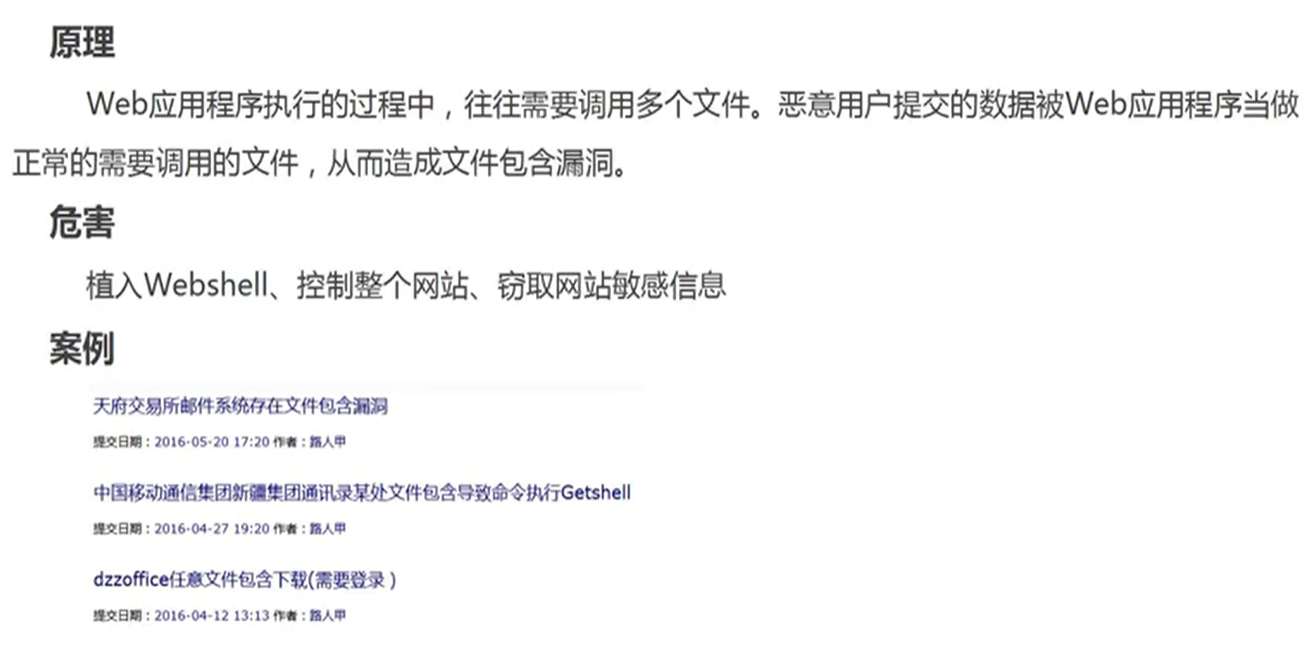 原理
Web应用程序执行的过程中，往往需要调用多个文件。恶意用户提交的数据被Web应用程序当做
正常的需要调用的文件，从而造成文件包含漏洞。
危害
植入Webshell、控制整个网站、窃取网站敏感信息
案例
天府交易所邮件系统存在文件包含漏洞
提交日期：2016-05-20 17:20 作者：路人甲
中国移动通信集团新疆集团通讯录某处文件包含导致命令执行Getshell
提交日期：2016-04-27 19:20 作者：路人甲
dzzoffice任意文件包含下载(需要登录）
提交日期：2016-04-12 13:13 作者：路人甲